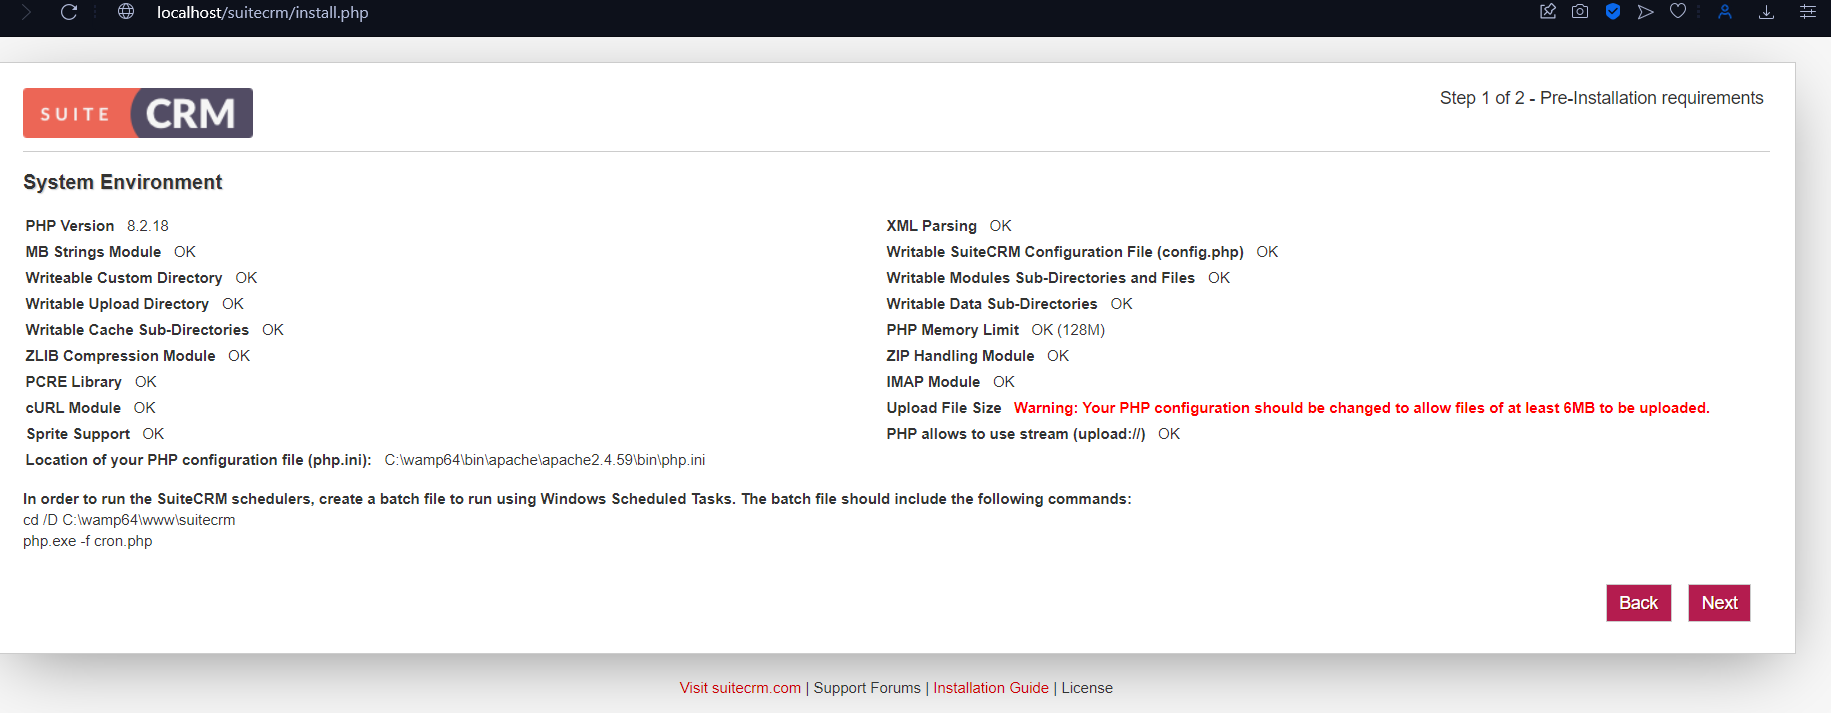 localhost/suitecrm/install.php
SUITE CRM
Step 1 of 2 - Pre-Installation requirements
System Environment
PHP Version 8.2.18
XML Parsing OK
MB Strings Module OK
Writable SuiteCRM Configuration File (config.php) OK
Writeable Custom Directory OK
Writable Modules Sub-Directories and Files OK
Writable Upload Directory OK
Writable Data Sub-Directories OK
Writable Cache Sub-Directories OK
PHP Memory Limit OK (128M)
ZLIB Compression Module OK
ZIP Handling Module OK
PCRE Library OK
IMAP Module OK
cURL Module OK
Upload File Size Warning: Your PHP configuration should be changed to allow files of at least 6MB to be uploaded.
Sprite Support OK
PHP allows to use stream (upload://) OK
Location of your PHP configuration file (php.ini): C:\wamp64\bin\apache\apache2.4.59\bin\php.ini
In order to run the SuiteCRM schedulers, create a batch file to run using Windows Scheduled Tasks. The batch file should include the following commands:
cd /D C:\wamp64\www\suitecrm
php.exe -f cron.php
Back Next
Visit suitecrm.com | Support Forums | Installation Guide | License